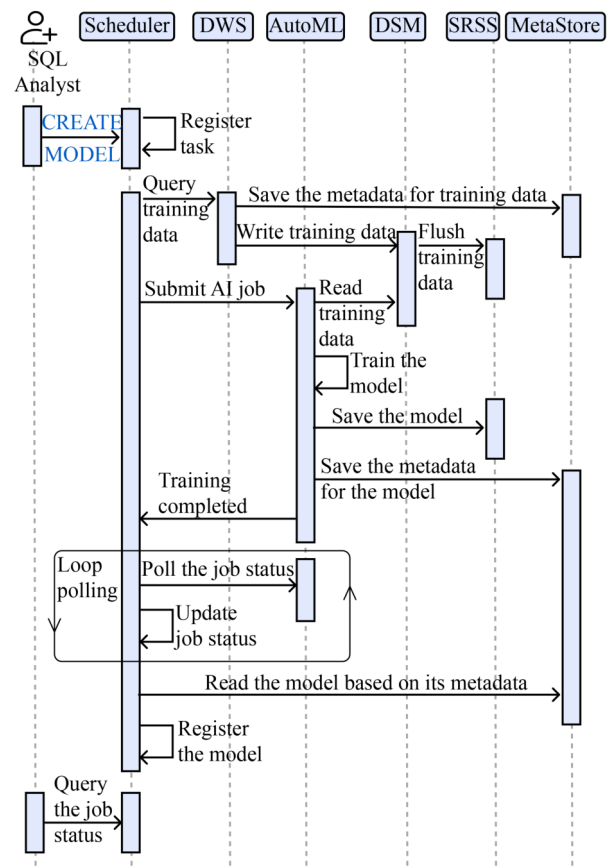 Scheduler DWS AutoML DSM SRSS MetaStore
SQL
Analyst
CREATE
MODEL
Register
task
Query
training
data
Save the metadata for training data
Write training data
Flush
training
data
Submit AI job
Read
training
data
Train the
model
Save the model
Save the metadata
for the model
Training
completed
Loop
polling
Poll the job status
Update
job status
Read the model based on its metadata
Register
the model
Query
the job
status